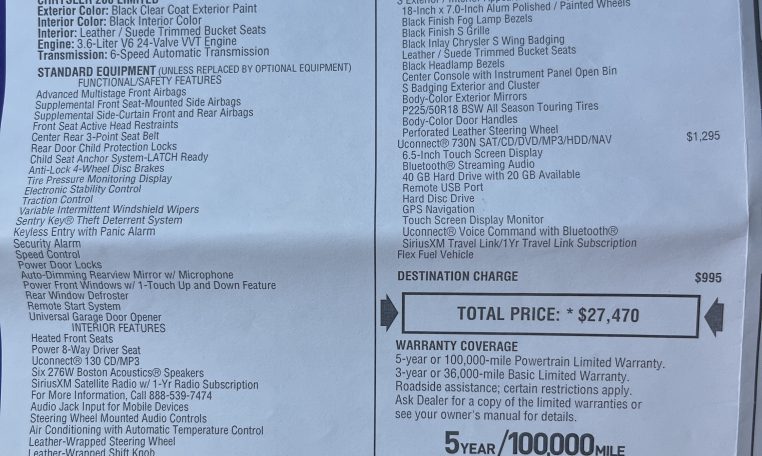 CHRYSLER 200 LIMITED
Exterior Color: Black Clear Coat Exterior Paint
Interior Color: Black Interior Color
Interior: Leather / Suede Trimmed Bucket Seats
Engine: 3.6-Liter V6 24-Valve VVT Engine
Transmission: 6-Speed Automatic Transmission
STANDARD EQUIPMENT (UNLESS REPLACED BY OPTIONAL EQUIPMENT)
FUNCTIONAL/SAFETY FEATURES
Advanced Multistage Front Airbags
Supplemental Front Seat-Mounted Side Airbags
Supplemental Side-Curtain Front and Rear Airbags
Front Seat Active Head Restraints
Center Rear 3-Point Seat Belt
Rear Door Child Protection Locks
Child Seat Anchor System-LATCH Ready
Anti-Lock 4-Wheel Disc Brakes
Tire Pressure Monitoring Display
Electronic Stability Control
Traction Control
Variable Intermittent Windshield Wipers
Sentry Key® Theft Deterrent System
Keyless Entry with Panic Alarm
Security Alarm
Speed Control
Power Door Locks
Auto-Dimming Rearview Mirror w/ Microphone
Power Front Windows w/ 1-Touch Up and Down Feature
Rear Window Defroster
Remote Start System
Universal Garage Door Opener
INTERIOR FEATURES
Heated Front Seats
Power 8-Way Driver Seat
Uconnect® 130 CD/MP3
Six 276W Boston Acoustics® Speakers
SiriusXM Satellite Radio w/ 1-Yr Radio Subscription
For More Information, Call 888-539-7474
Audio Jack Input for Mobile Devices
Steering Wheel Mounted Audio Controls
Air Conditioning with Automatic Temperature Control
Leather-Wrapped Steering Wheel
Leather-Wrapped Shift Knob
18-Inch x 7.0-Inch Alum Polished / Painted Wheels
Black Finish Fog Lamp Bezels
Black Finish S Grille
Black Inlay Chrysler S Wing Badging
Leather / Suede Trimmed Bucket Seats
Black Headlamp Bezels
Center Console with Instrument Panel Open Bin
S Badging Exterior and Cluster
Body-Color Exterior Mirrors
P225/50R18 BSW All Season Touring Tires
Body-Color Door Handles
Perforated Leather Steering Wheel
Uconnect® 730N SAT/CD/DVD/MP3/HDD/NAV $1,295
6.5-Inch Touch Screen Display
Bluetooth® Streaming Audio
40 GB Hard Drive with 20 GB Available
Remote USB Port
Hard Disc Drive
GPS Navigation
Touch Screen Display Monitor
Uconnect® Voice Command with Bluetooth®
SiriusXM Travel Link/1Yr Travel Link Subscription
Flex Fuel Vehicle
DESTINATION CHARGE $995
TOTAL PRICE: * $27,470
WARRANTY COVERAGE
5-year or 100,000-mile Powertrain Limited Warranty.
3-year or 36,000-mile Basic Limited Warranty.
Roadside assistance; certain restrictions apply.
Ask Dealer for a copy of the limited warranties or
see your owner's manual for details.
5 YEAR/100,000 MILE